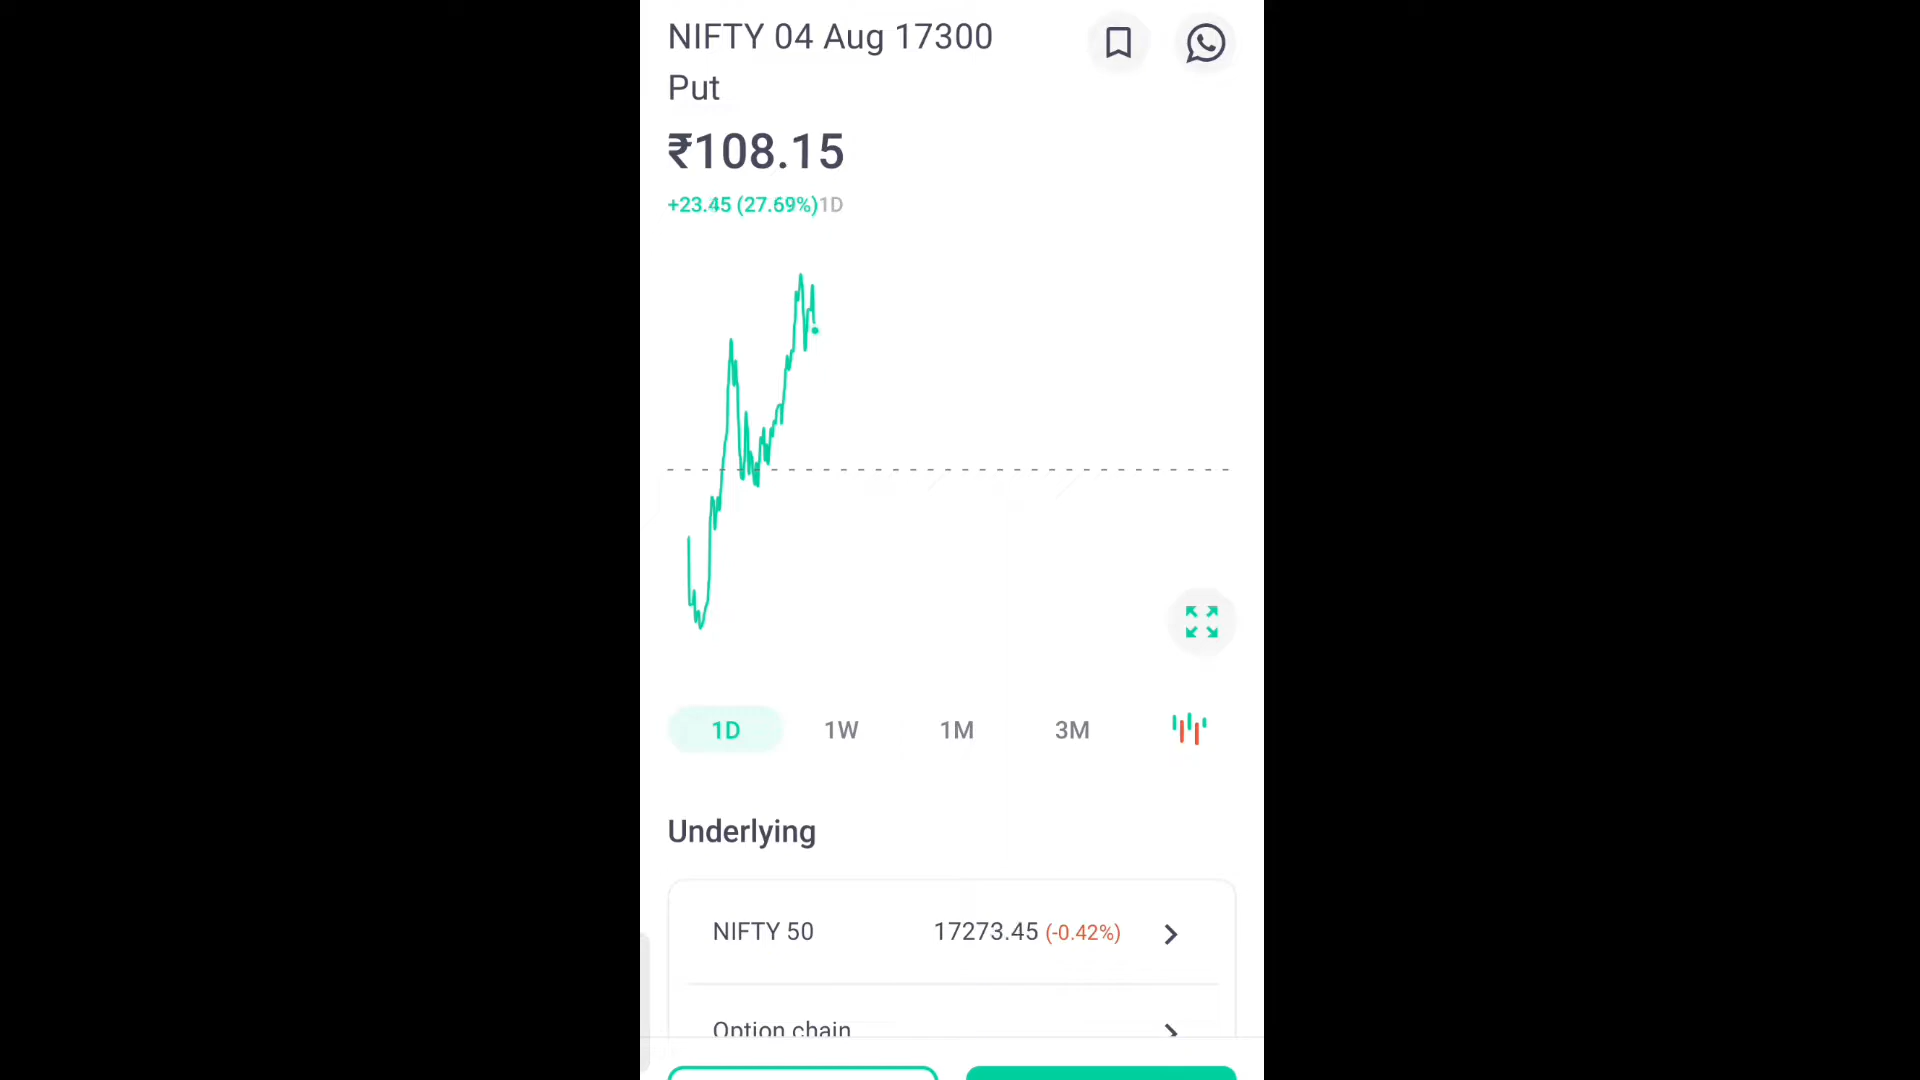 NIFTY 04 Aug 17300
Put
₹108.15
+23.45 (27.69%)1D
1D 1W 1M 3M
Underlying
NIFTY 50 17273.45 (-0.42%)
Option chain